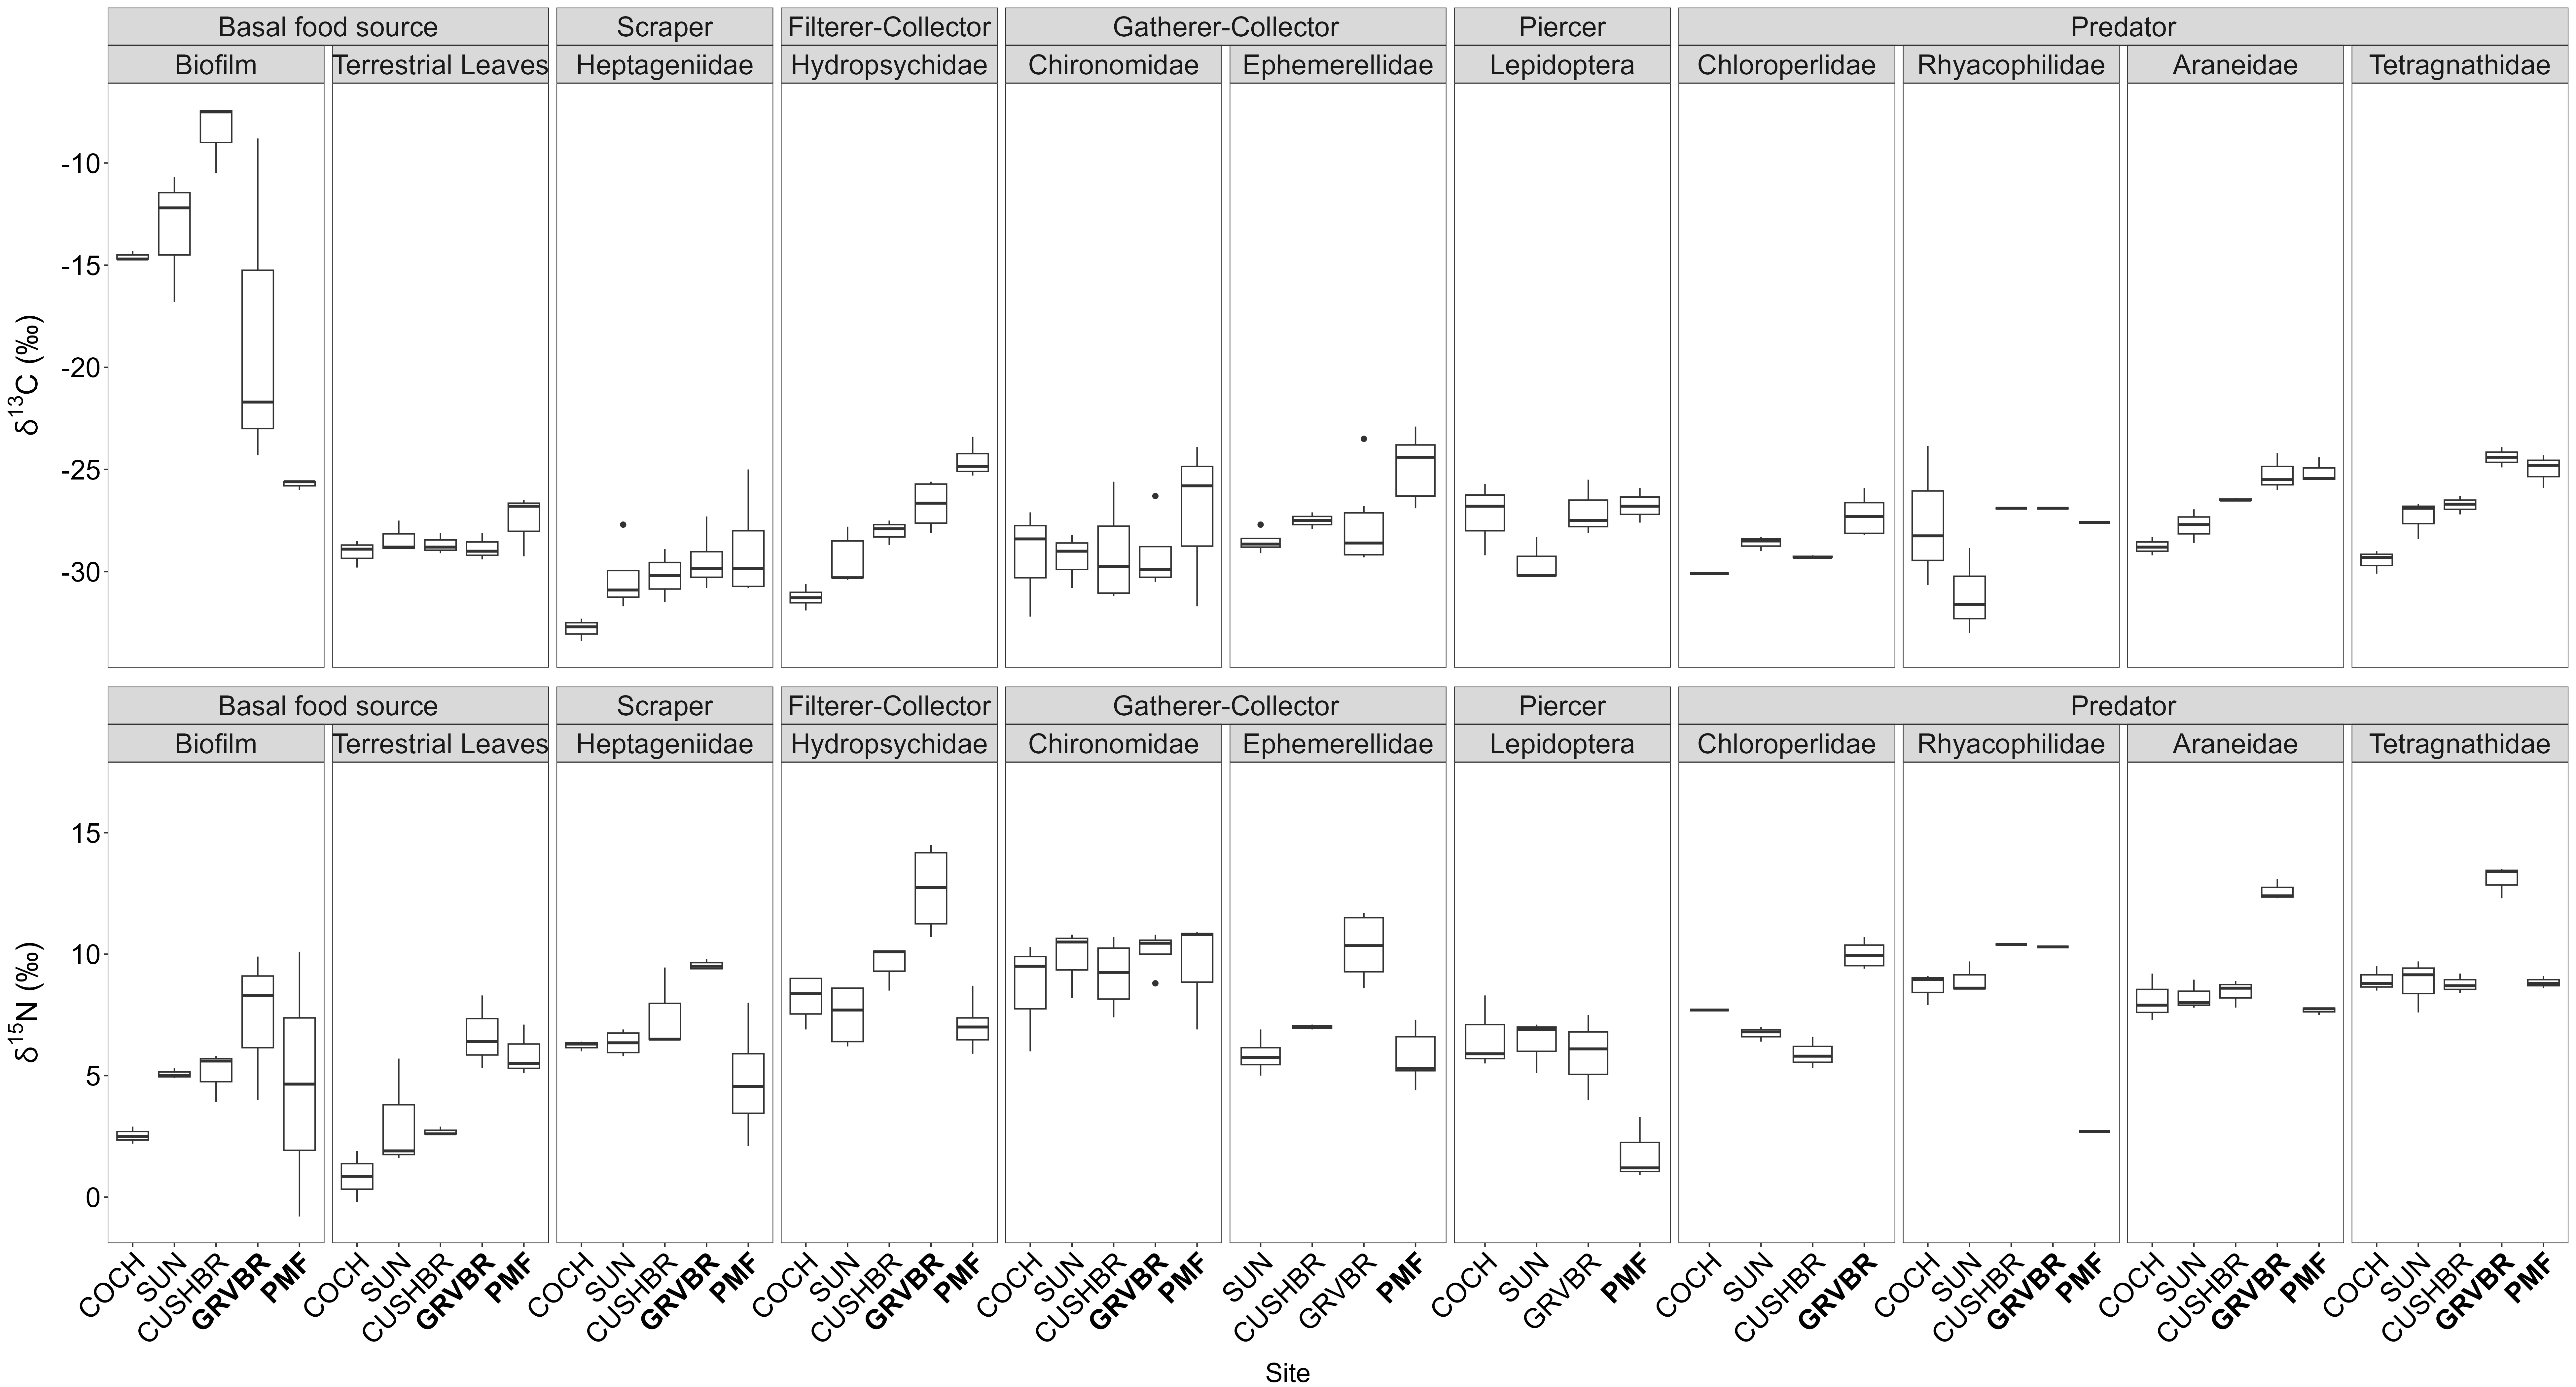 Basal food source Scraper Filterer-Collector Gatherer-Collector Piercer Predator
Biofilm Terrestrial Leaves Heptageniidae Hydropsychidae Chironomidae Ephemerellidae Lepidoptera Chloroperlidae Rhyacophilidae Araneidae Tetragnathidae
δ13C (‰)
-10
-15
-20
-25
-30
Basal food source Scraper Filterer-Collector Gatherer-Collector Piercer Predator
Biofilm Terrestrial Leaves Heptageniidae Hydropsychidae Chironomidae Ephemerellidae Lepidoptera Chloroperlidae Rhyacophilidae Araneidae Tetragnathidae
δ15N (‰)
15
10
5
0
COCH SUN CUSHBR GRVBR PMF COCH SUN CUSHBR GRVBR PMF COCH SUN CUSHBR GRVBR PMF COCH SUN CUSHBR GRVBR PMF COCH SUN CUSHBR GRVBR PMF SUN CUSHBR GRVBR PMF COCH SUN GRVBR PMF COCH SUN CUSHBR GRVBR COCH SUN CUSHBR GRVBR PMF COCH SUN CUSHBR GRVBR PMF COCH SUN CUSHBR GRVBR PMF
Site